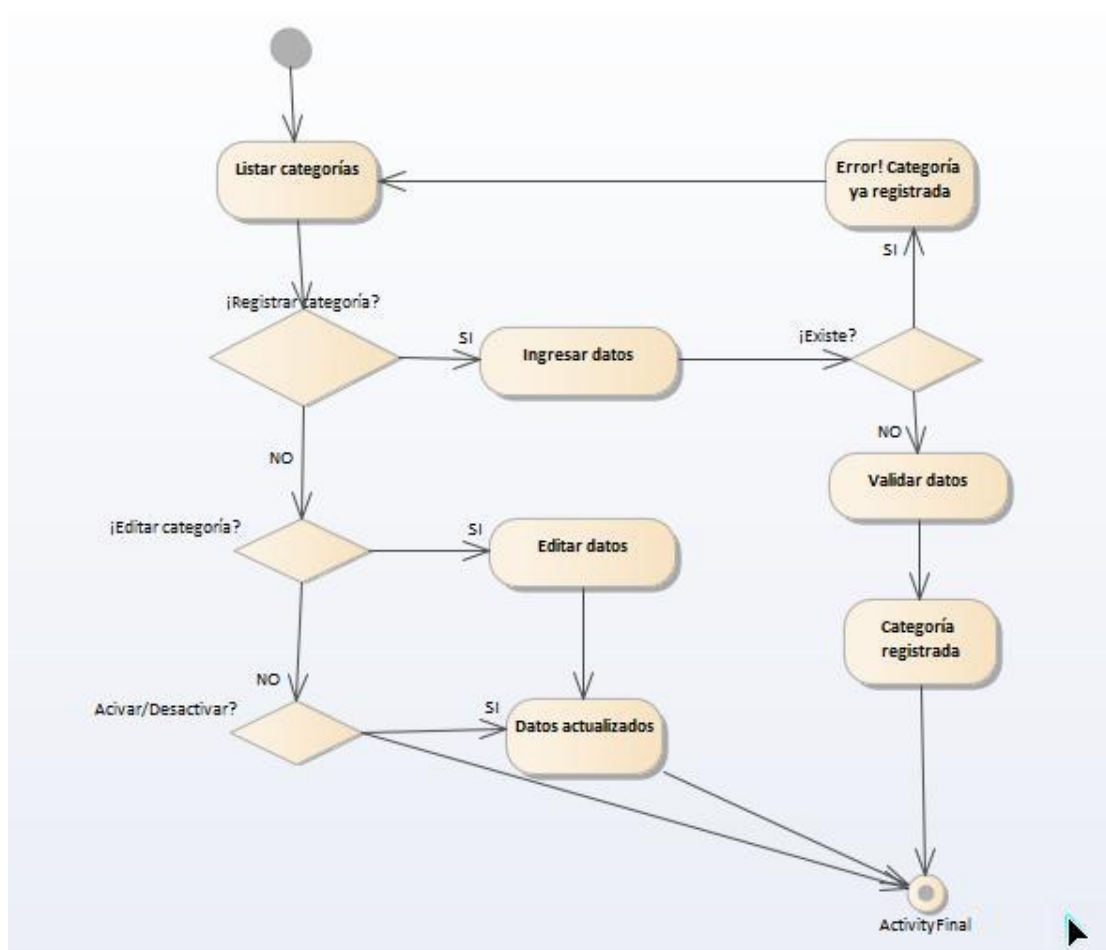 Listar categorías
Error! Categoría
ya registrada
SI
¡Registrar categoría?
SI
Ingresar datos
¡Existe?
NO
NO
Validar datos
¡Editar categoría?
SI
Editar datos
Categoría
registrada
NO
Acivar/Desactivar?
SI
Datos actualizados
ActivityFinal